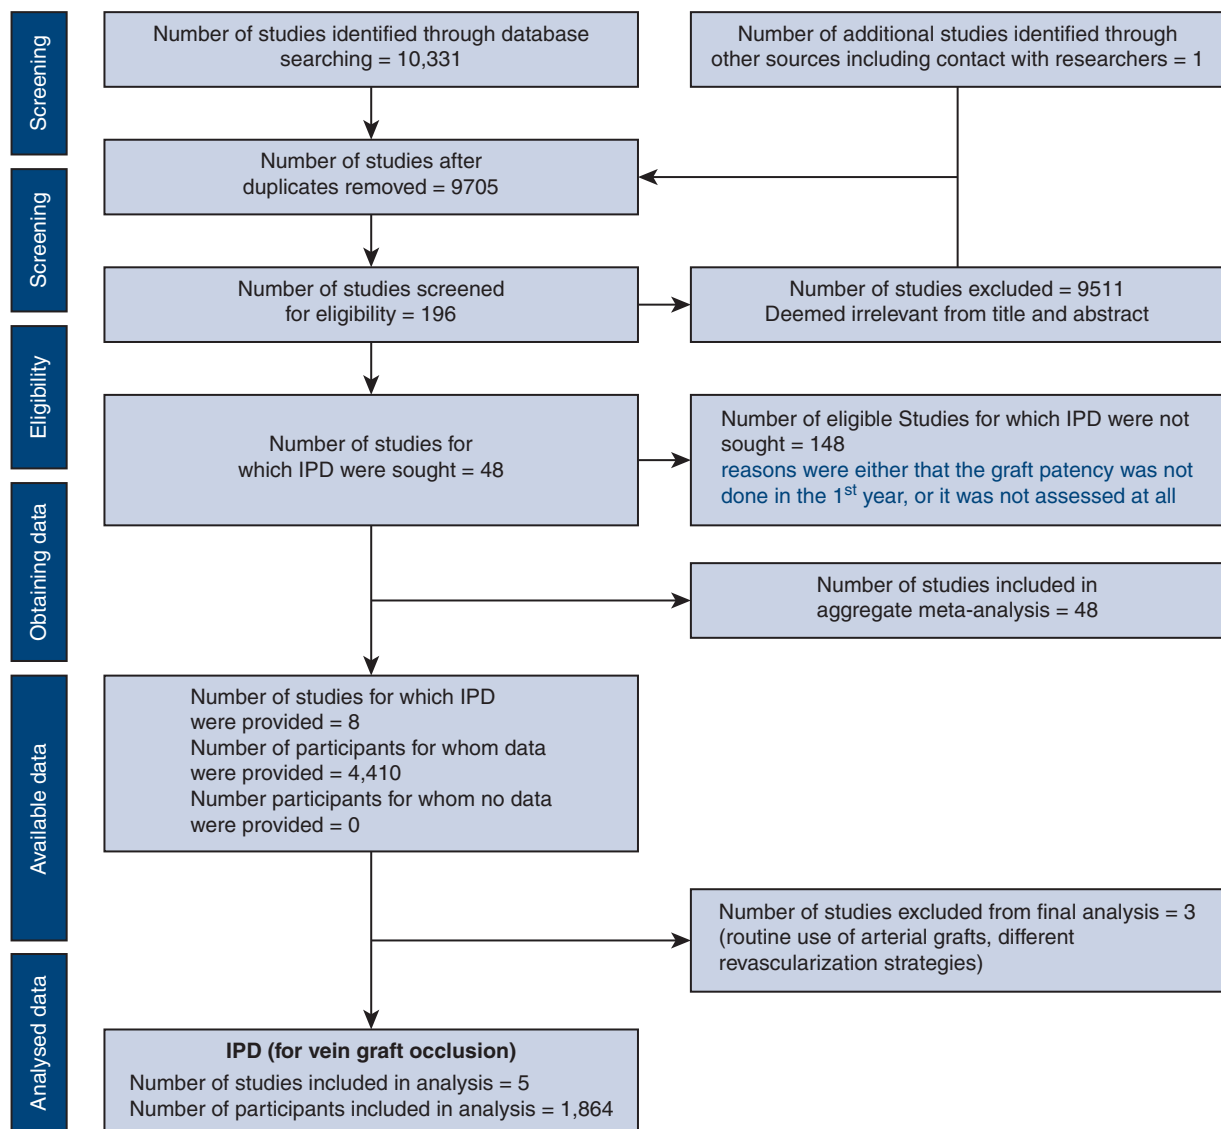 Screening
Number of studies identified through database
searching = 10,331
Number of additional studies identified through
other sources including contact with researchers = 1
Screening
Number of studies after
duplicates removed = 9705
Number of studies screened
for eligibility = 196
Number of studies excluded = 9511
Deemed irrelevant from title and abstract
Eligibility
Number of studies for
which IPD were sought = 48
Number of eligible Studies for which IPD were not
sought = 148
reasons were either that the graft patency was not
done in the 1st year, or it was not assessed at all
Obtaining data
Number of studies included in
aggregate meta-analysis = 48
Available data
Number of studies for which IPD
were provided = 8
Number of participants for whom data
were provided = 4,410
Number participants for whom no data
were provided = 0
Number of studies excluded from final analysis = 3
(routine use of arterial grafts, different
revascularization strategies)
Analysed data
IPD (for vein graft occlusion)
Number of studies included in analysis = 5
Number of participants included in analysis = 1,864